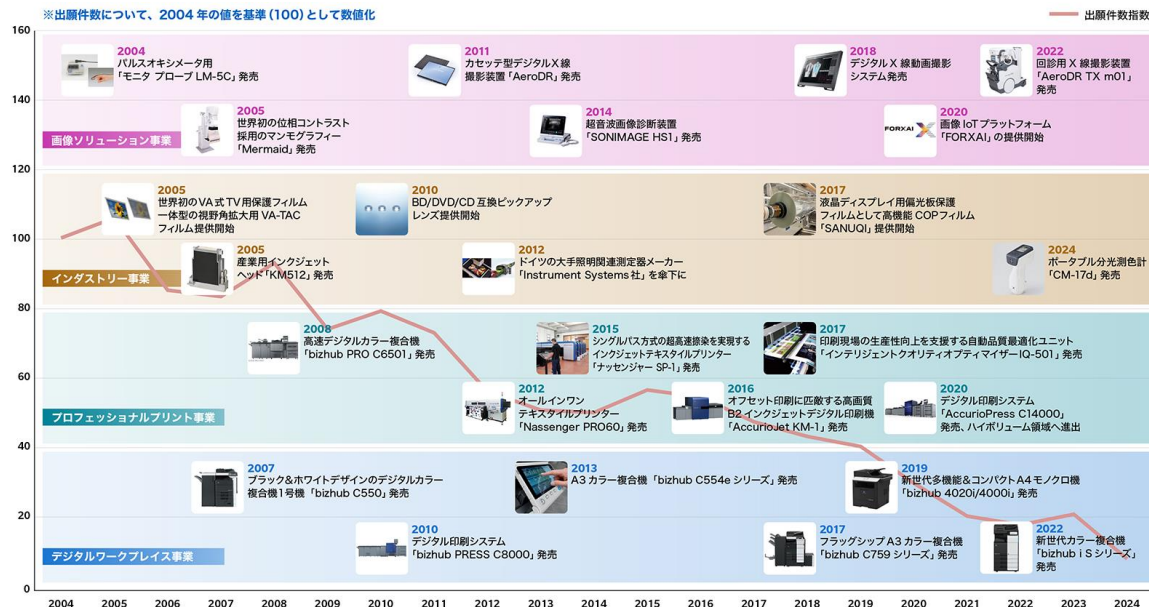 ※出願件数について、2004年の値を基準(100)として数値化
出願件数指数
160
140
120
100
80
60
40
20
0
2004
パルスオキシメータ用
「モニタ プローブ LM-5C」発売
2011
カセッテ型デジタルX線
撮影装置「AeroDR」発売
2018
デジタルX線動画撮影
システム発売
2022
回診用X線撮影装置
「AeroDR TX m01」
発売
2005
世界初の位相コントラスト
採用のマンモグラフィー
「Mermaid」発売
2014
超音波画像診断装置
「SONIMAGE HS1」発売
FORXAI
2020
画像IoTプラットフォーム
「FORXAI」の提供開始
画像ソリューション事業
2005
世界初のVA式TV用保護フィルム
一体型の視野角拡大用VA-TAC
フィルム提供開始
2010
BD/DVD/CD互換ピックアップ
レンズ提供開始
2017
液晶ディスプレイ用偏光板保護
フィルムとして高機能COPフィルム
「SANUQI」提供開始
2005
産業用インクジェット
ヘッド「KM512」発売
2012
ドイツの大手照明関連測定器メーカー
「Instrument Systems社」を傘下に
2024
ポータブル分光測色計
「CM-17d」発売
インダストリー事業
2008
高速デジタルカラー複合機
「bizhub PRO C6501」発売
2015
シングルパス方式の超高速捺染を実現する
インクジェットテキスタイルプリンター
「ナッセンジャー SP-1」発売
2017
印刷現場の生産性向上を支援する自動品質最適化ユニット
「インテリジェントクオリティオプティマイザーIQ-501」発売
2012
オールインワン
テキスタイルプリンター
「Nassenger PRO60」発売
2016
オフセット印刷に匹敵する高画質
B2インクジェットデジタル印刷機
「AccurioJet KM-1」発売
2020
デジタル印刷システム
「AccurioPress C14000」
発売、ハイボリューム領域へ進出
プロフェッショナルプリント事業
2007
ブラック&ホワイトデザインのデジタルカラー
複合機1号機「bizhub C550」発売
2013
A3カラー複合機「bizhub C554eシリーズ」発売
2019
新世代多機能&コンパクトA4モノクロ機
「bizhub 4020i/4000i」発売
2010
デジタル印刷システム
「bizhub PRESS C8000」発売
2017
フラッグシップA3カラー複合機
「bizhub C759シリーズ」発売
2022
新世代カラー複合機
「bizhub i Sシリーズ」
発売
デジタルワークプレイス事業
2004 2005 2006 2007 2008 2009 2010 2011 2012 2013 2014 2015 2016 2017 2018 2019 2020 2021 2022 2023 2024